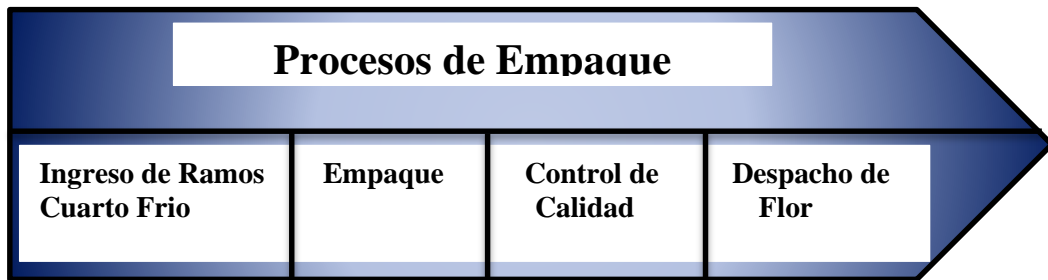 Procesos de Empaque
Ingreso de Ramos
Cuarto Frio
Empaque
Control de
Calidad
Despacho de
Flor